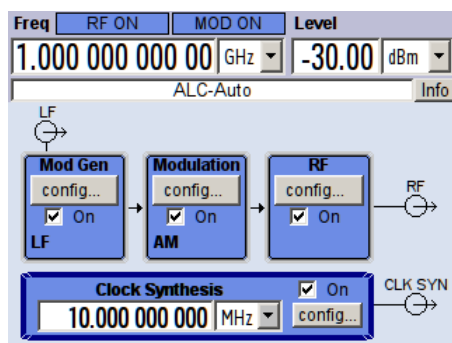 Freq RF ON MOD ON Level
1.000 000 000 00 GHz -30.00 dBm
ALC-Auto Info
LF
Mod Gen Modulation RF
config... config... config... RF
On On On
LF AM
Clock Synthesis On CLK SYN
10.000 000 000 MHz config...